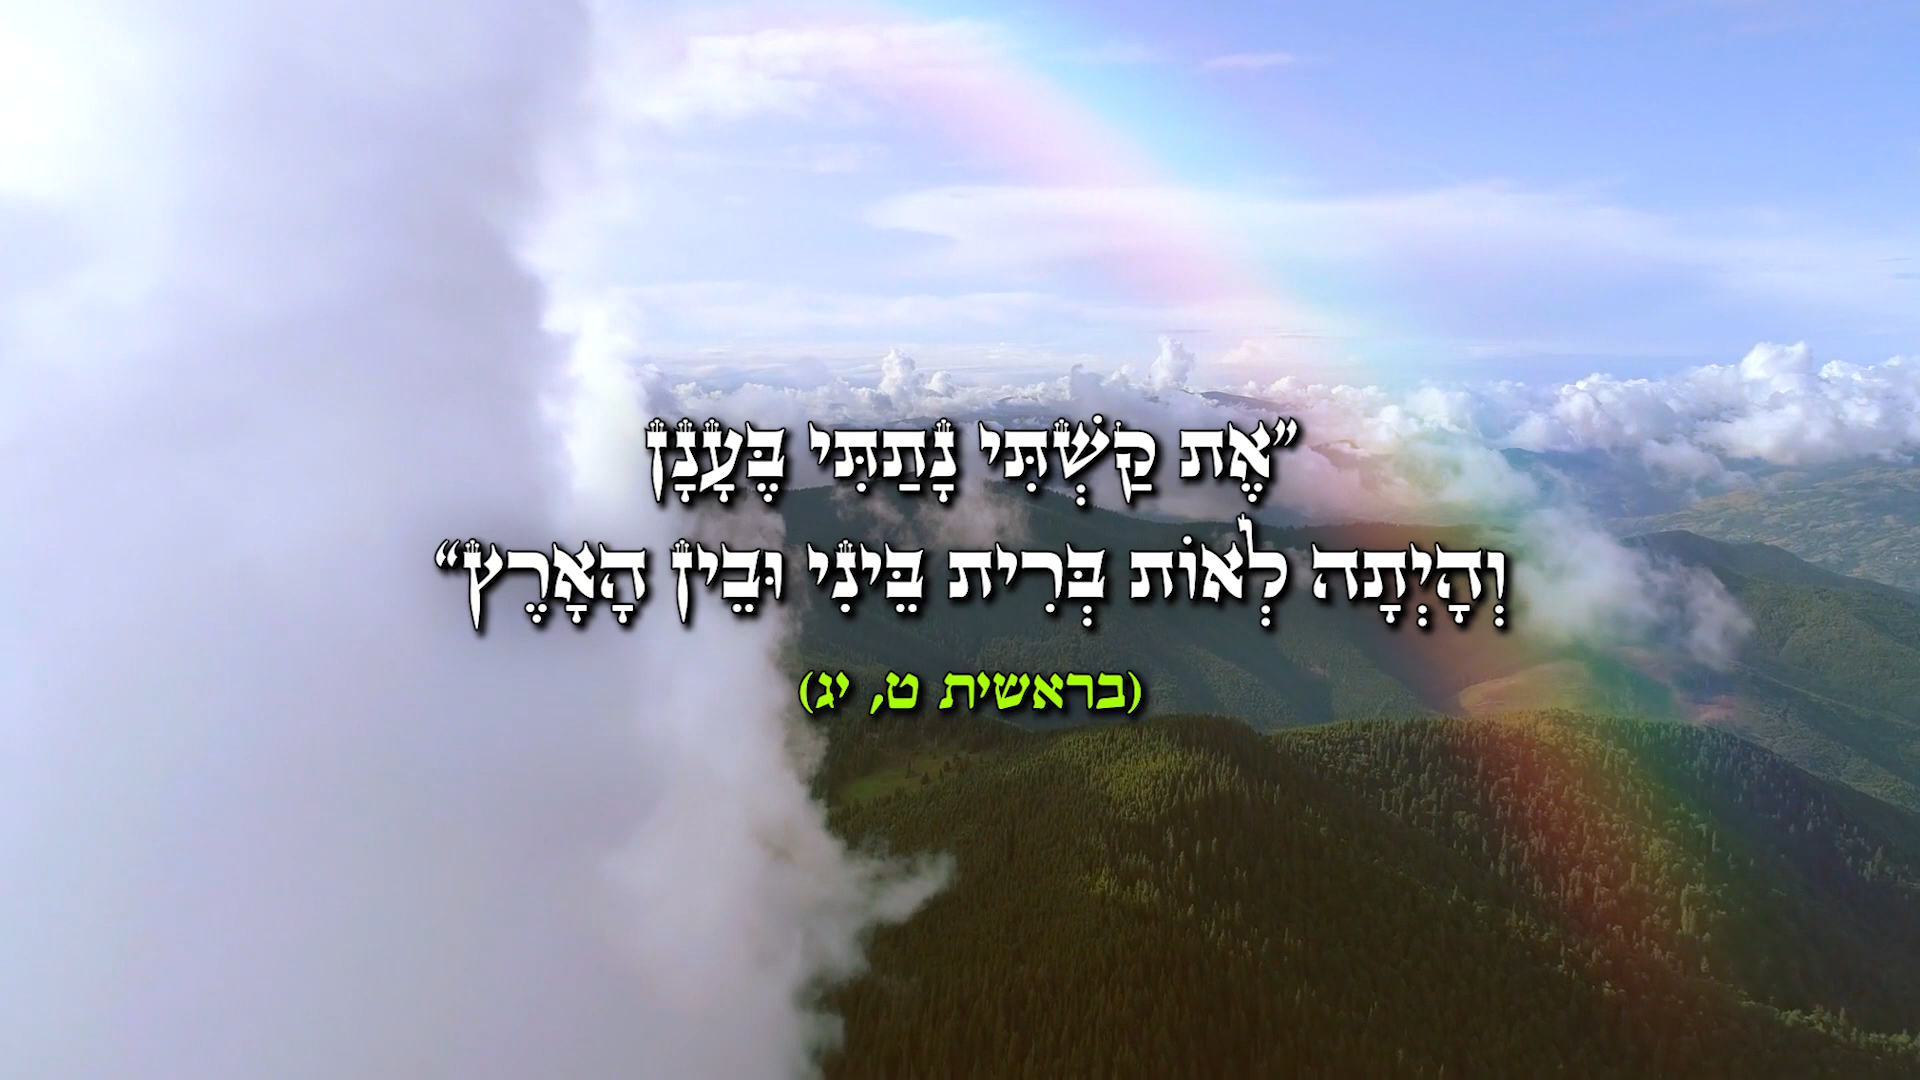 "אֶת קַשְׁתִּי נָתַתִּי בֶּעָנָן
וְהָיְתָה לְאוֹת בְּרִית בֵּינִי וּבֵין הָאָרֶץ"
(בראשית ט, יג)